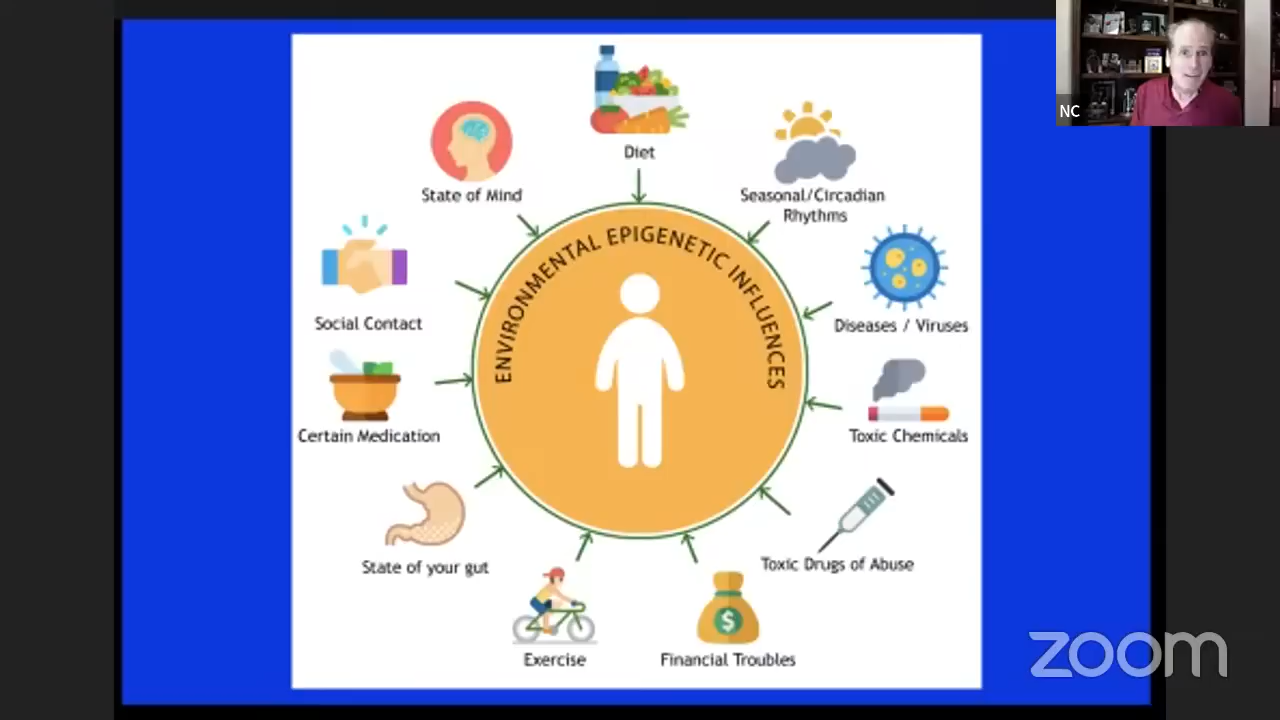 NC
Diet
State of Mind
Seasonal/Circadian
Rhythms
ENVIRONMENTAL EPIGENETIC INFLUENCES
Social Contact
Diseases / Viruses
Certain Medication
Toxic Chemicals
State of your gut
Toxic Drugs of Abuse
$
Exercise
Financial Troubles
zoom